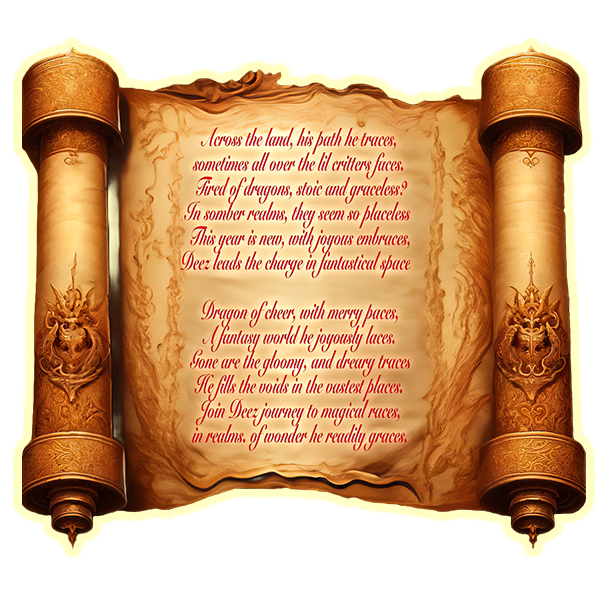 Across the land, his path he traces,
sometimes all over the lil critters faces.
Tired of dragons, stoic and graceless?
In somber realms, they seem so placeless
This year is new, with joyous embraces,
Deez leads the charge in fantastical space
Dragon of cheer, with merry paces,
A fantasy world he joyously laces.
Gone are the gloomy, and dreary traces
He fills the voids in the vastest places.
Join Deez journey to magical races,
in realms. of wonder he readily graces.